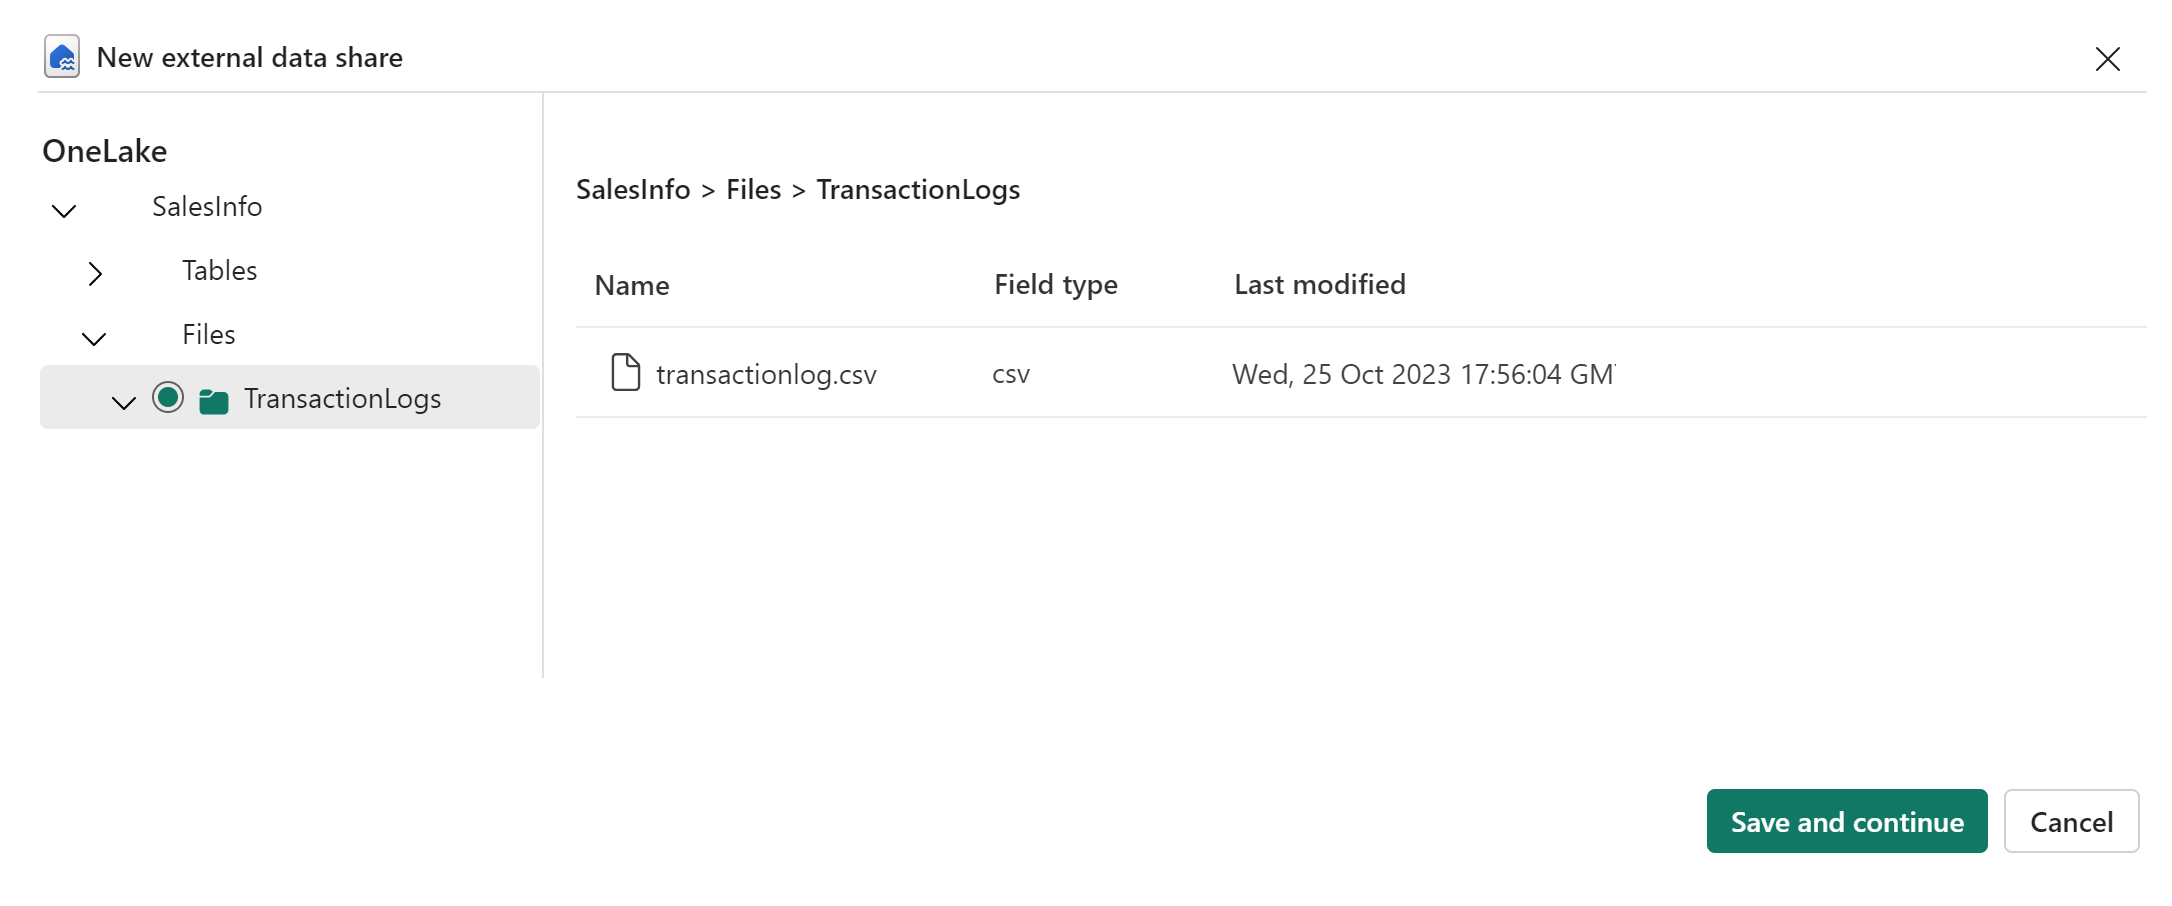 New external data share
OneLake
SalesInfo
Tables
Files
TransactionLogs
SalesInfo > Files > TransactionLogs
Name Field type Last modified
transactionlog.csv csv Wed, 25 Oct 2023 17:56:04 GM
Save and continue Cancel